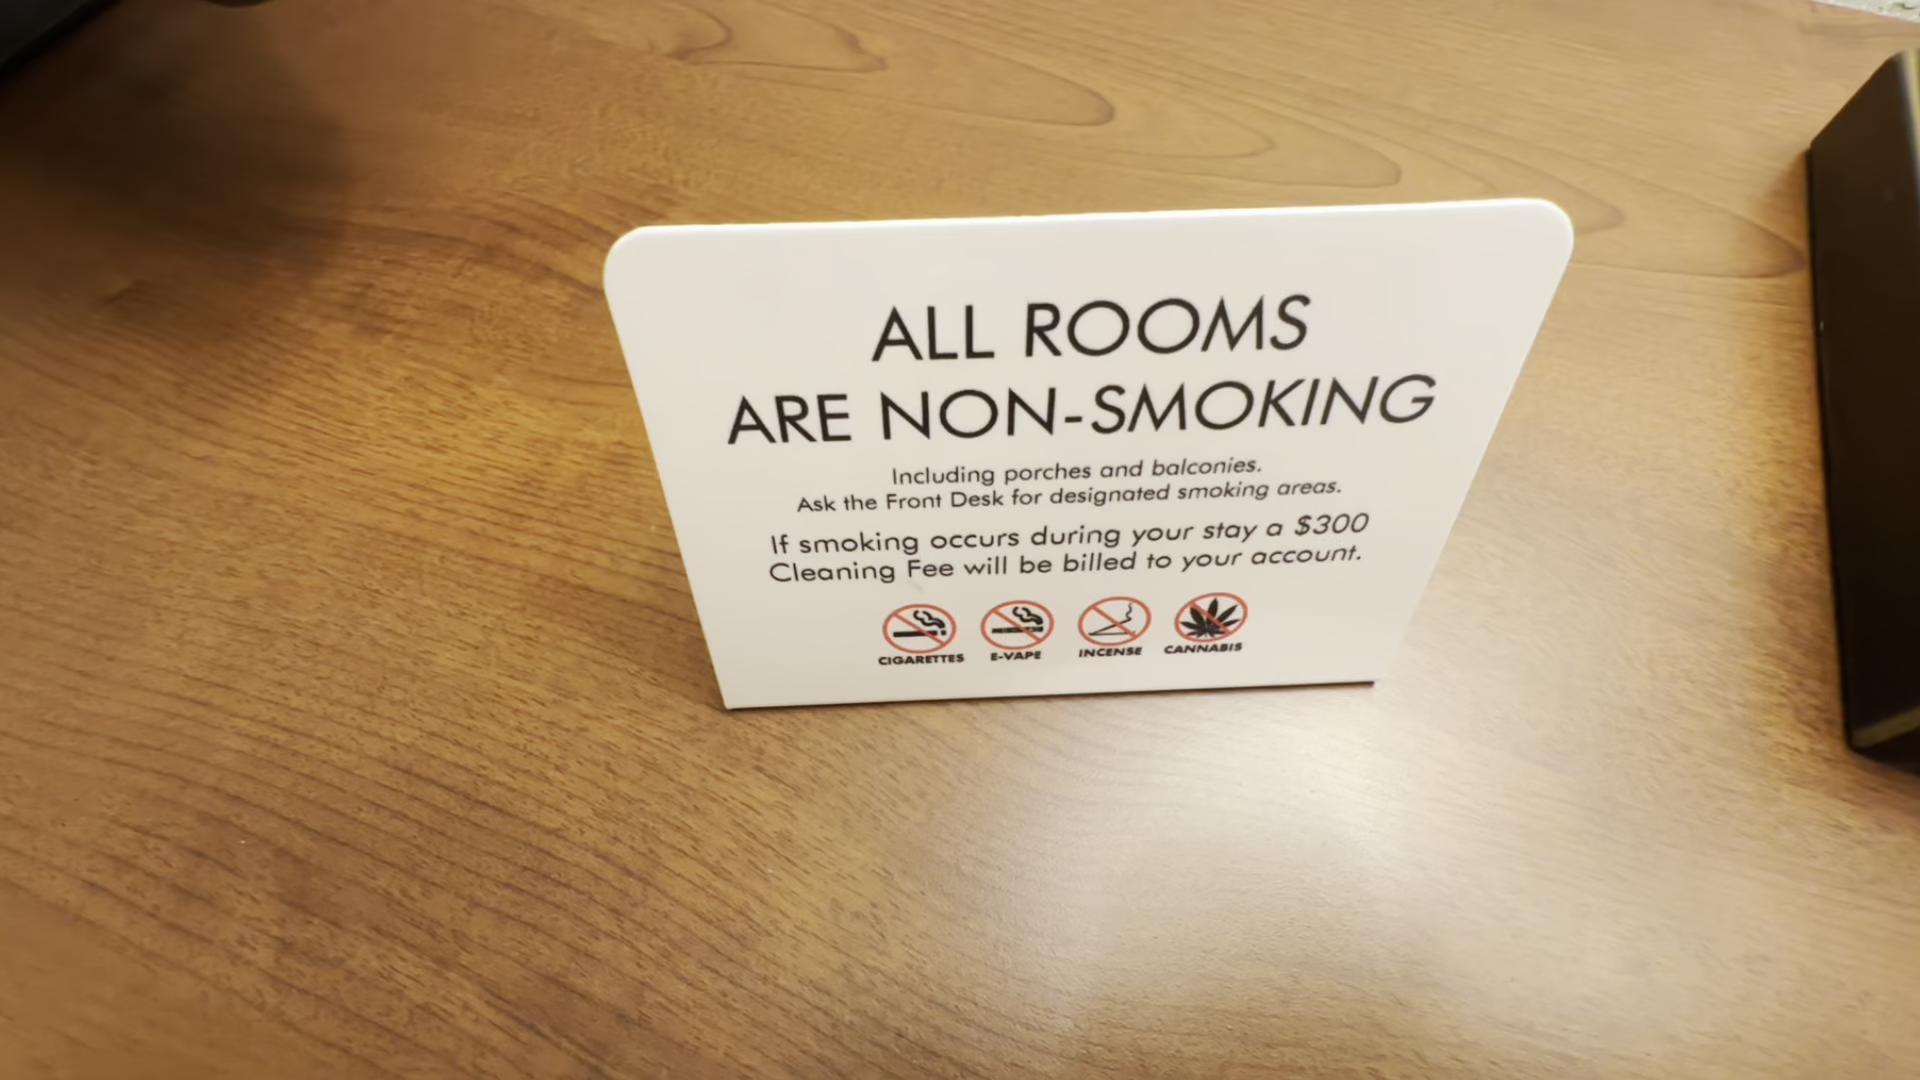 ALL ROOMS
ARE NON-SMOKING
Including porches and balconies.
Ask the Front Desk for designated smoking areas.
If smoking occurs during your stay a $300
Cleaning Fee will be billed to your account.
CIGARETTES E-VAPE INCENSE CANNABIS